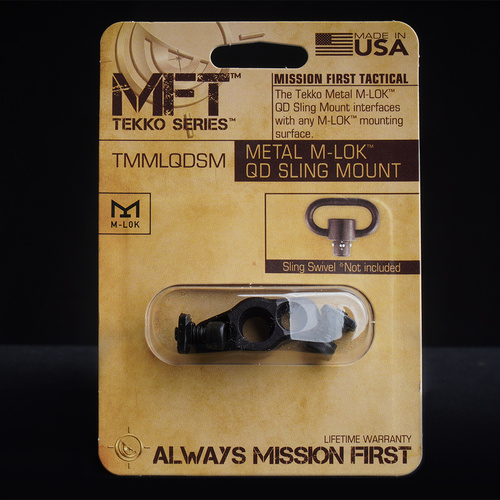 MADE IN
USA
MFT™
TEKKO SERIES™
MISSION FIRST TACTICAL
The Tekko Metal M-LOK™
QD Sling Mount interfaces
with any M-LOK™ mounting
surface.
TMMLQDSM
METAL M-LOK™
QD SLING MOUNT
M-LOK
Sling Swivel *Not included
LIFETIME WARRANTY
ALWAYS MISSION FIRST